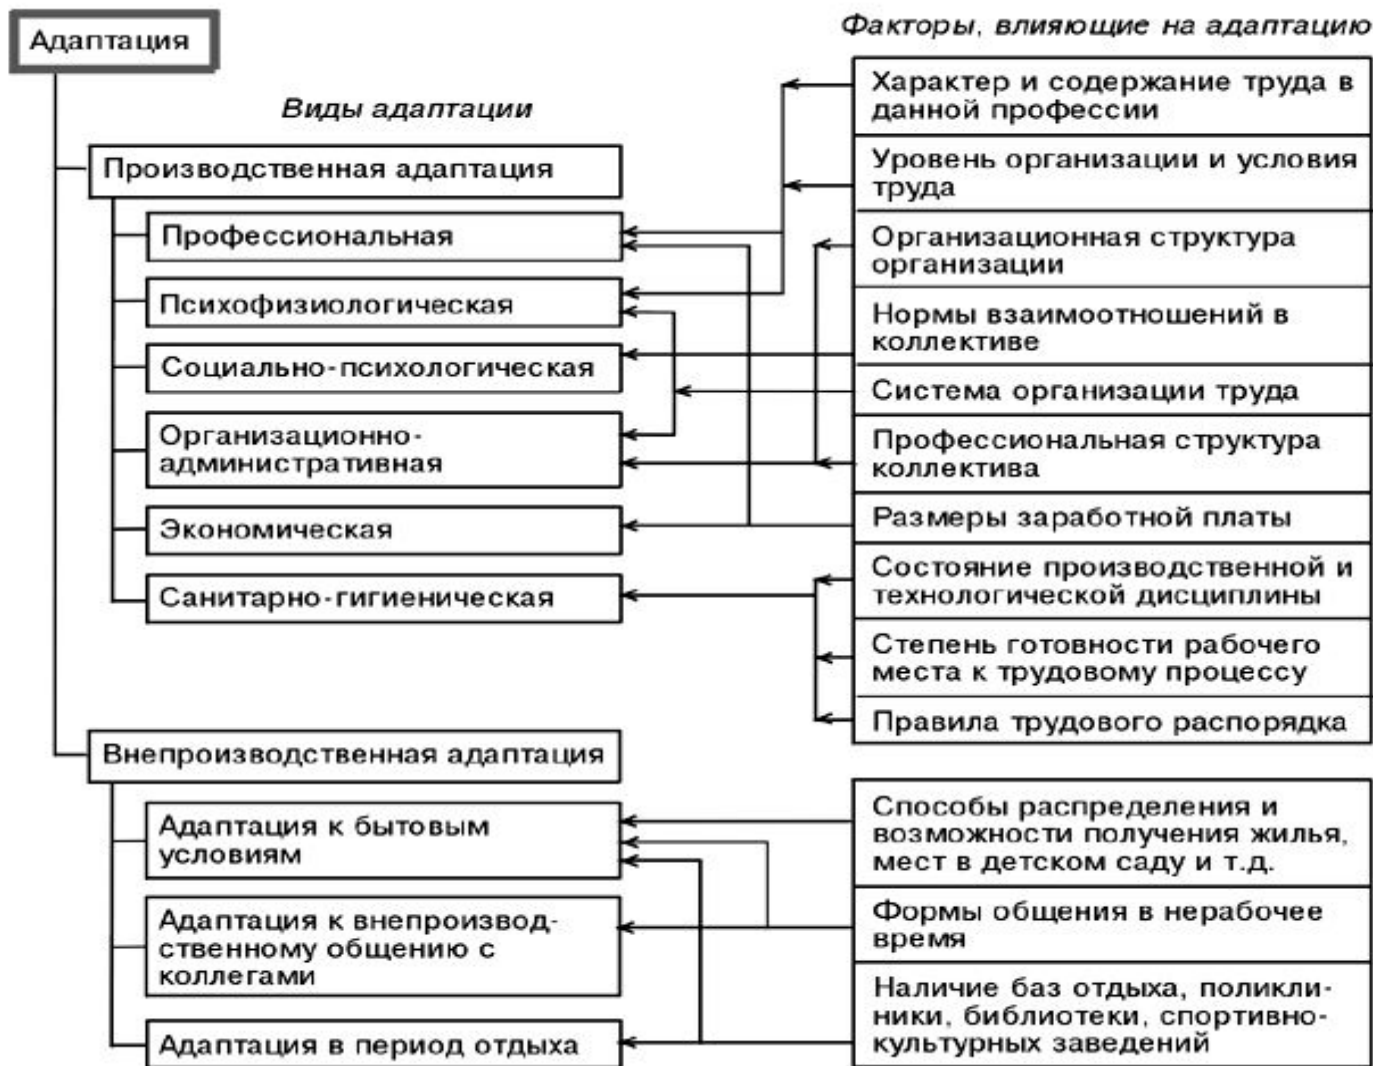 Адаптация
Виды адаптации
Производственная адаптация
Профессиональная
Психофизиологическая
Социально-психологическая
Организационно-
административная
Экономическая
Санитарно-гигиеническая
Внепроизводственная адаптация
Адаптация к бытовым
условиям
Адаптация к внепроизвод-
ственному общению с
коллегами
Адаптация в период отдыха
Факторы, влияющие на адаптацию
Характер и содержание труда в
данной профессии
Уровень организации и условия
труда
Организационная структура
организации
Нормы взаимоотношений в
коллективе
Система организации труда
Профессиональная структура
коллектива
Размеры заработной платы
Состояние производственной и
технологической дисциплины
Степень готовности рабочего
места к трудовому процессу
Правила трудового распорядка
Способы распределения и
возможности получения жилья,
мест в детском саду и т.д.
Формы общения в нерабочее
время
Наличие баз отдыха, поликли-
ники, библиотеки, спортивно-
культурных заведений